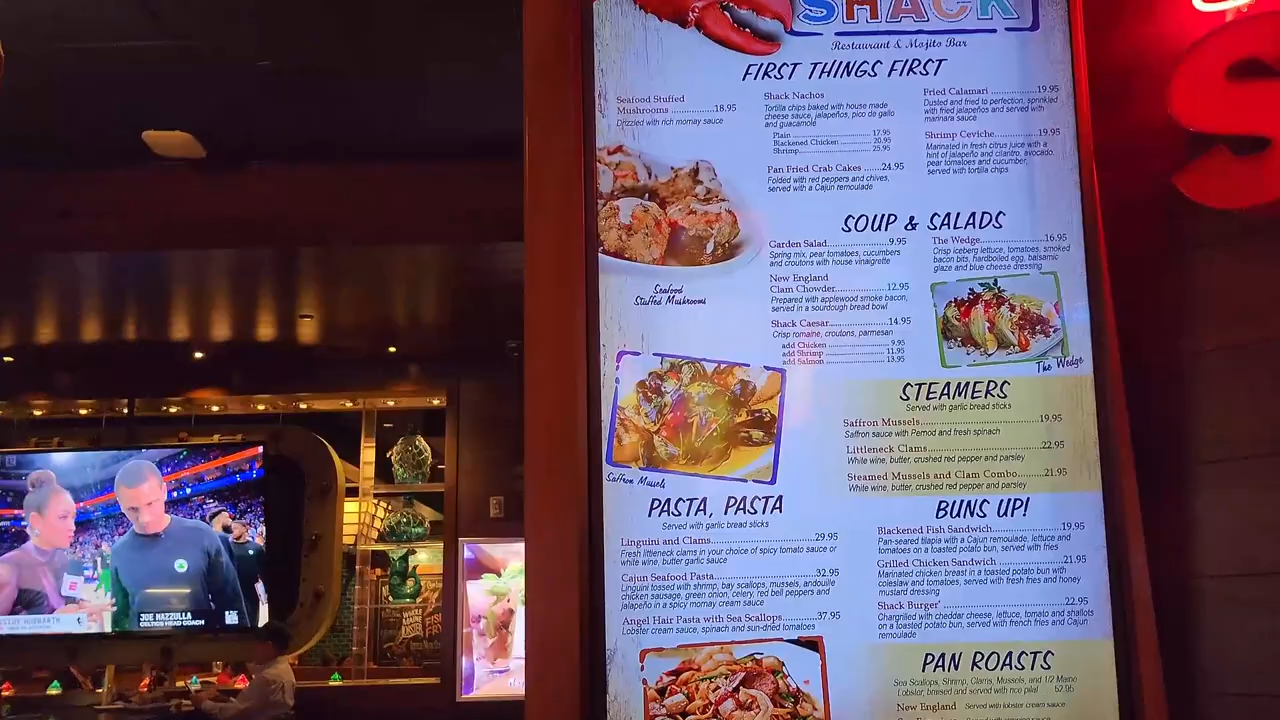 SHACK
Restaurant & Mojito Bar
FIRST THINGS FIRST
Seafood Stuffed
Mushrooms ................18.95
Drizzled with rich mornay sauce
Shack Nachos
Tortilla chips baked with house made
cheese sauce, jalapeños, pico de gallo
and guacamole
Plain ................ 17.95
Blackened Chicken ......... 20.95
Shrimp................ 25.95
Pan Fried Crab Cakes ......24.95
Folded with red peppers and chives,
served with a Cajun remoulade
Fried Calamari ................19.95
Dusted and fried to perfection, sprinkled
with fried jalapeños and served with
marinara sauce
Shrimp Ceviche................19.95
Marinated in fresh citrus juice with a
hint of jalapeño and cilantro, avocado,
pear tomatoes and cucumber,
served with tortilla chips
Seafood
Stuffed Mushrooms
SOUP & SALADS
Garden Salad................9.95
Spring mix, pear tomatoes, cucumbers
and croutons with house vinaigrette
New England
Clam Chowder................12.95
Prepared with applewood smoke bacon,
served in a sourdough bread bowl
Shack Caesar................14.95
Crisp romaine, croutons, parmesan
add Chicken ................ 9.95
add Shrimp ................ 11.95
add Salmon ................ 13.95
The Wedge................16.95
Crisp iceberg lettuce, tomatoes, smoked
bacon bits, hardboiled egg, balsamic
glaze and blue cheese dressing
The Wedge
Saffron Mussels
STEAMERS
Served with garlic bread sticks
Saffron Mussels................19.95
Saffron sauce with Pernod and fresh spinach
Littleneck Clams................22.95
White wine, butter, crushed red pepper and parsley
Steamed Mussels and Clam Combo.......21.95
White wine, butter, crushed red pepper and parsley
PASTA, PASTA
Served with garlic bread sticks
Linguini and Clams................29.95
Fresh littleneck clams in your choice of spicy tomato sauce or
white wine, butter garlic sauce
Cajun Seafood Pasta................32.95
Linguini tossed with shrimp, bay scallops, mussels, andouille
chicken sausage, green onion, celery, red bell peppers and
jalapeño in a spicy mornay cream sauce
Angel Hair Pasta with Sea Scallops..........37.95
Lobster cream sauce, spinach and sun-dried tomatoes
BUNS UP!
Blackened Fish Sandwich................19.95
Pan-seared tilapia with a Cajun remoulade, lettuce and
tomatoes on a toasted potato bun, served with fries
Grilled Chicken Sandwich ................21.95
Marinated chicken breast in a toasted potato bun with
coleslaw and tomatoes, served with fresh fries and honey
mustard dressing
Shack Burger*................22.95
Chargrilled with cheddar cheese, lettuce, tomato and shallots
on a toasted potato bun, served with french fries and Cajun
remoulade
PAN ROASTS
Sea Scallops, Shrimp, Clams, Mussels, and 1/2 Maine
Lobster, braised and served with rice pilaf 52.95
New England Served with lobster cream sauce
S
ESPN
JOE MAZZULLA
CELTICS HEAD COACH
WHOLE
MAINE
LOBSTER